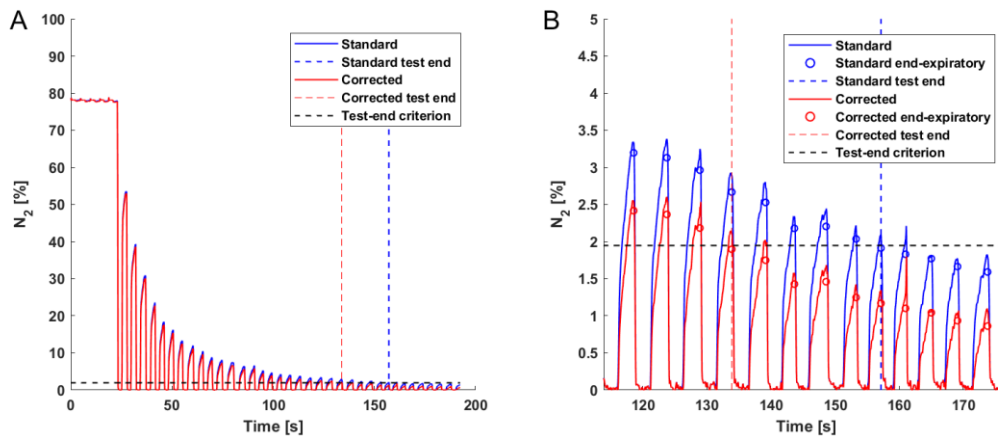 A
100
90
80
70
60
50
40
30
20
10
0
N2 [%]
0
50
100
150
200
Time [s]
Standard
Standard test end
Corrected
Corrected test end
Test-end criterion
B
5
4.5
4
3.5
3
2.5
2
1.5
1
0.5
0
N2 [%]
120
130
140
150
160
170
Time [s]
Standard
Standard end-expiratory
Standard test end
Corrected
Corrected end-expiratory
Corrected test end
Test-end criterion